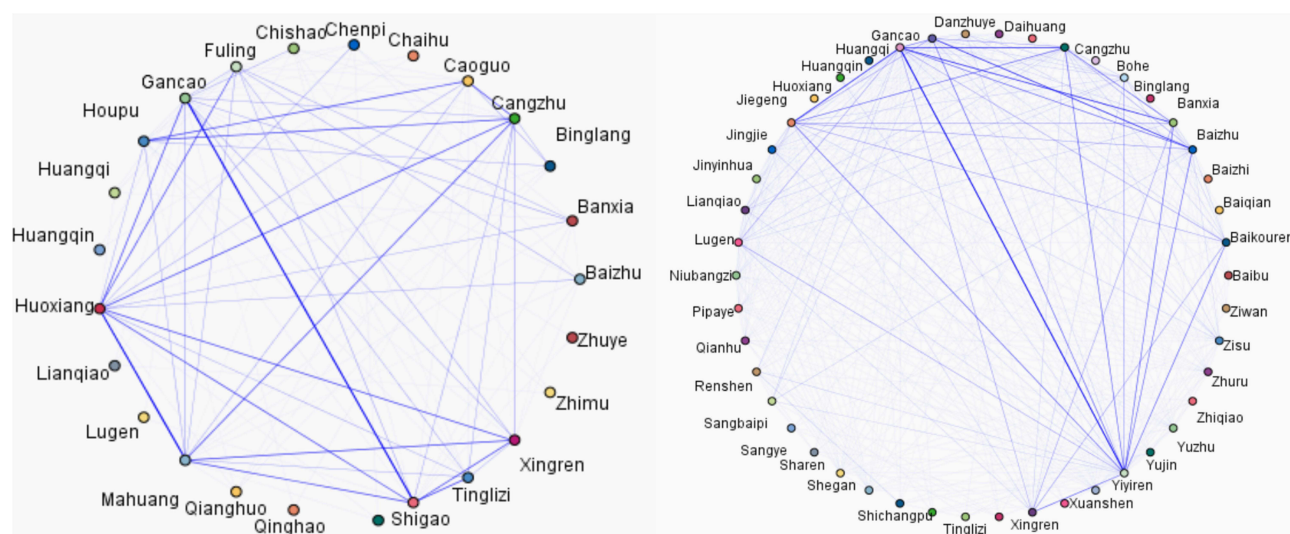 Chishao
Chenpi
Chaihu
Fuling
Caoguo
Gancao
Cangzhu
Houpu
Binglang
Huangqi
Banxia
Huangqin
Baizhu
Huoxiang
Zhuye
Lianqiao
Zhimu
Lugen
Xingren
Mahuang
Qianghuo
Qinghao
Shigao
Tinglizi
Danzhuye
Daihuang
Gancao
Cangzhu
Huangqi
Bohe
Huangqin
Binglang
Huoxiang
Banxia
Jiegeng
Baizhu
Jingjie
Baizhi
Jinyinhua
Baiqian
Lianqiao
Baikouren
Lugen
Baibu
Niubangzi
Ziwan
Pipaye
Zisu
Qianhu
Zhuru
Renshen
Zhiqiao
Sangbaipi
Yuzhu
Sangye
Yujin
Sharen
Yiyiren
Shegan
Xuanshen
Shichangpu
Xingren
Tinglizi